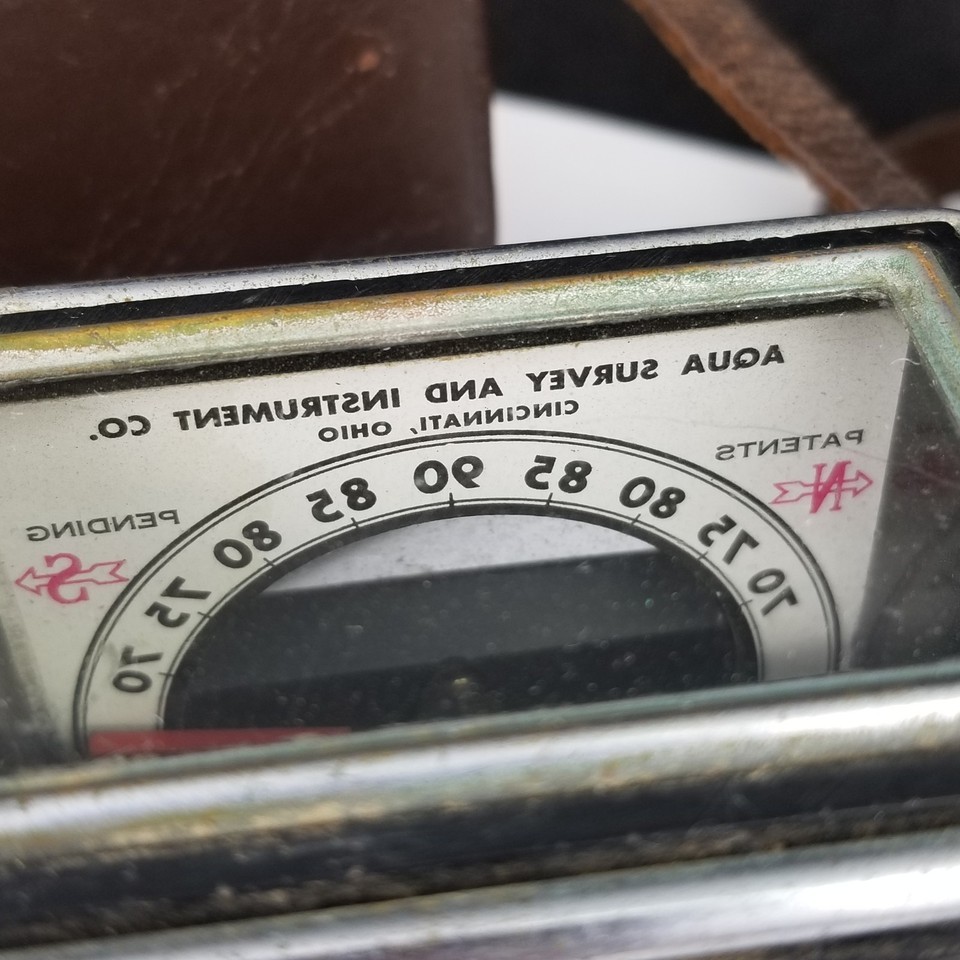 AQUA SURVEY AND INSTRUMENT CO.
CINCINNATI, OHIO
PATENTS
PENDING
N
S
70 75 80 85 90 85 80 75 70